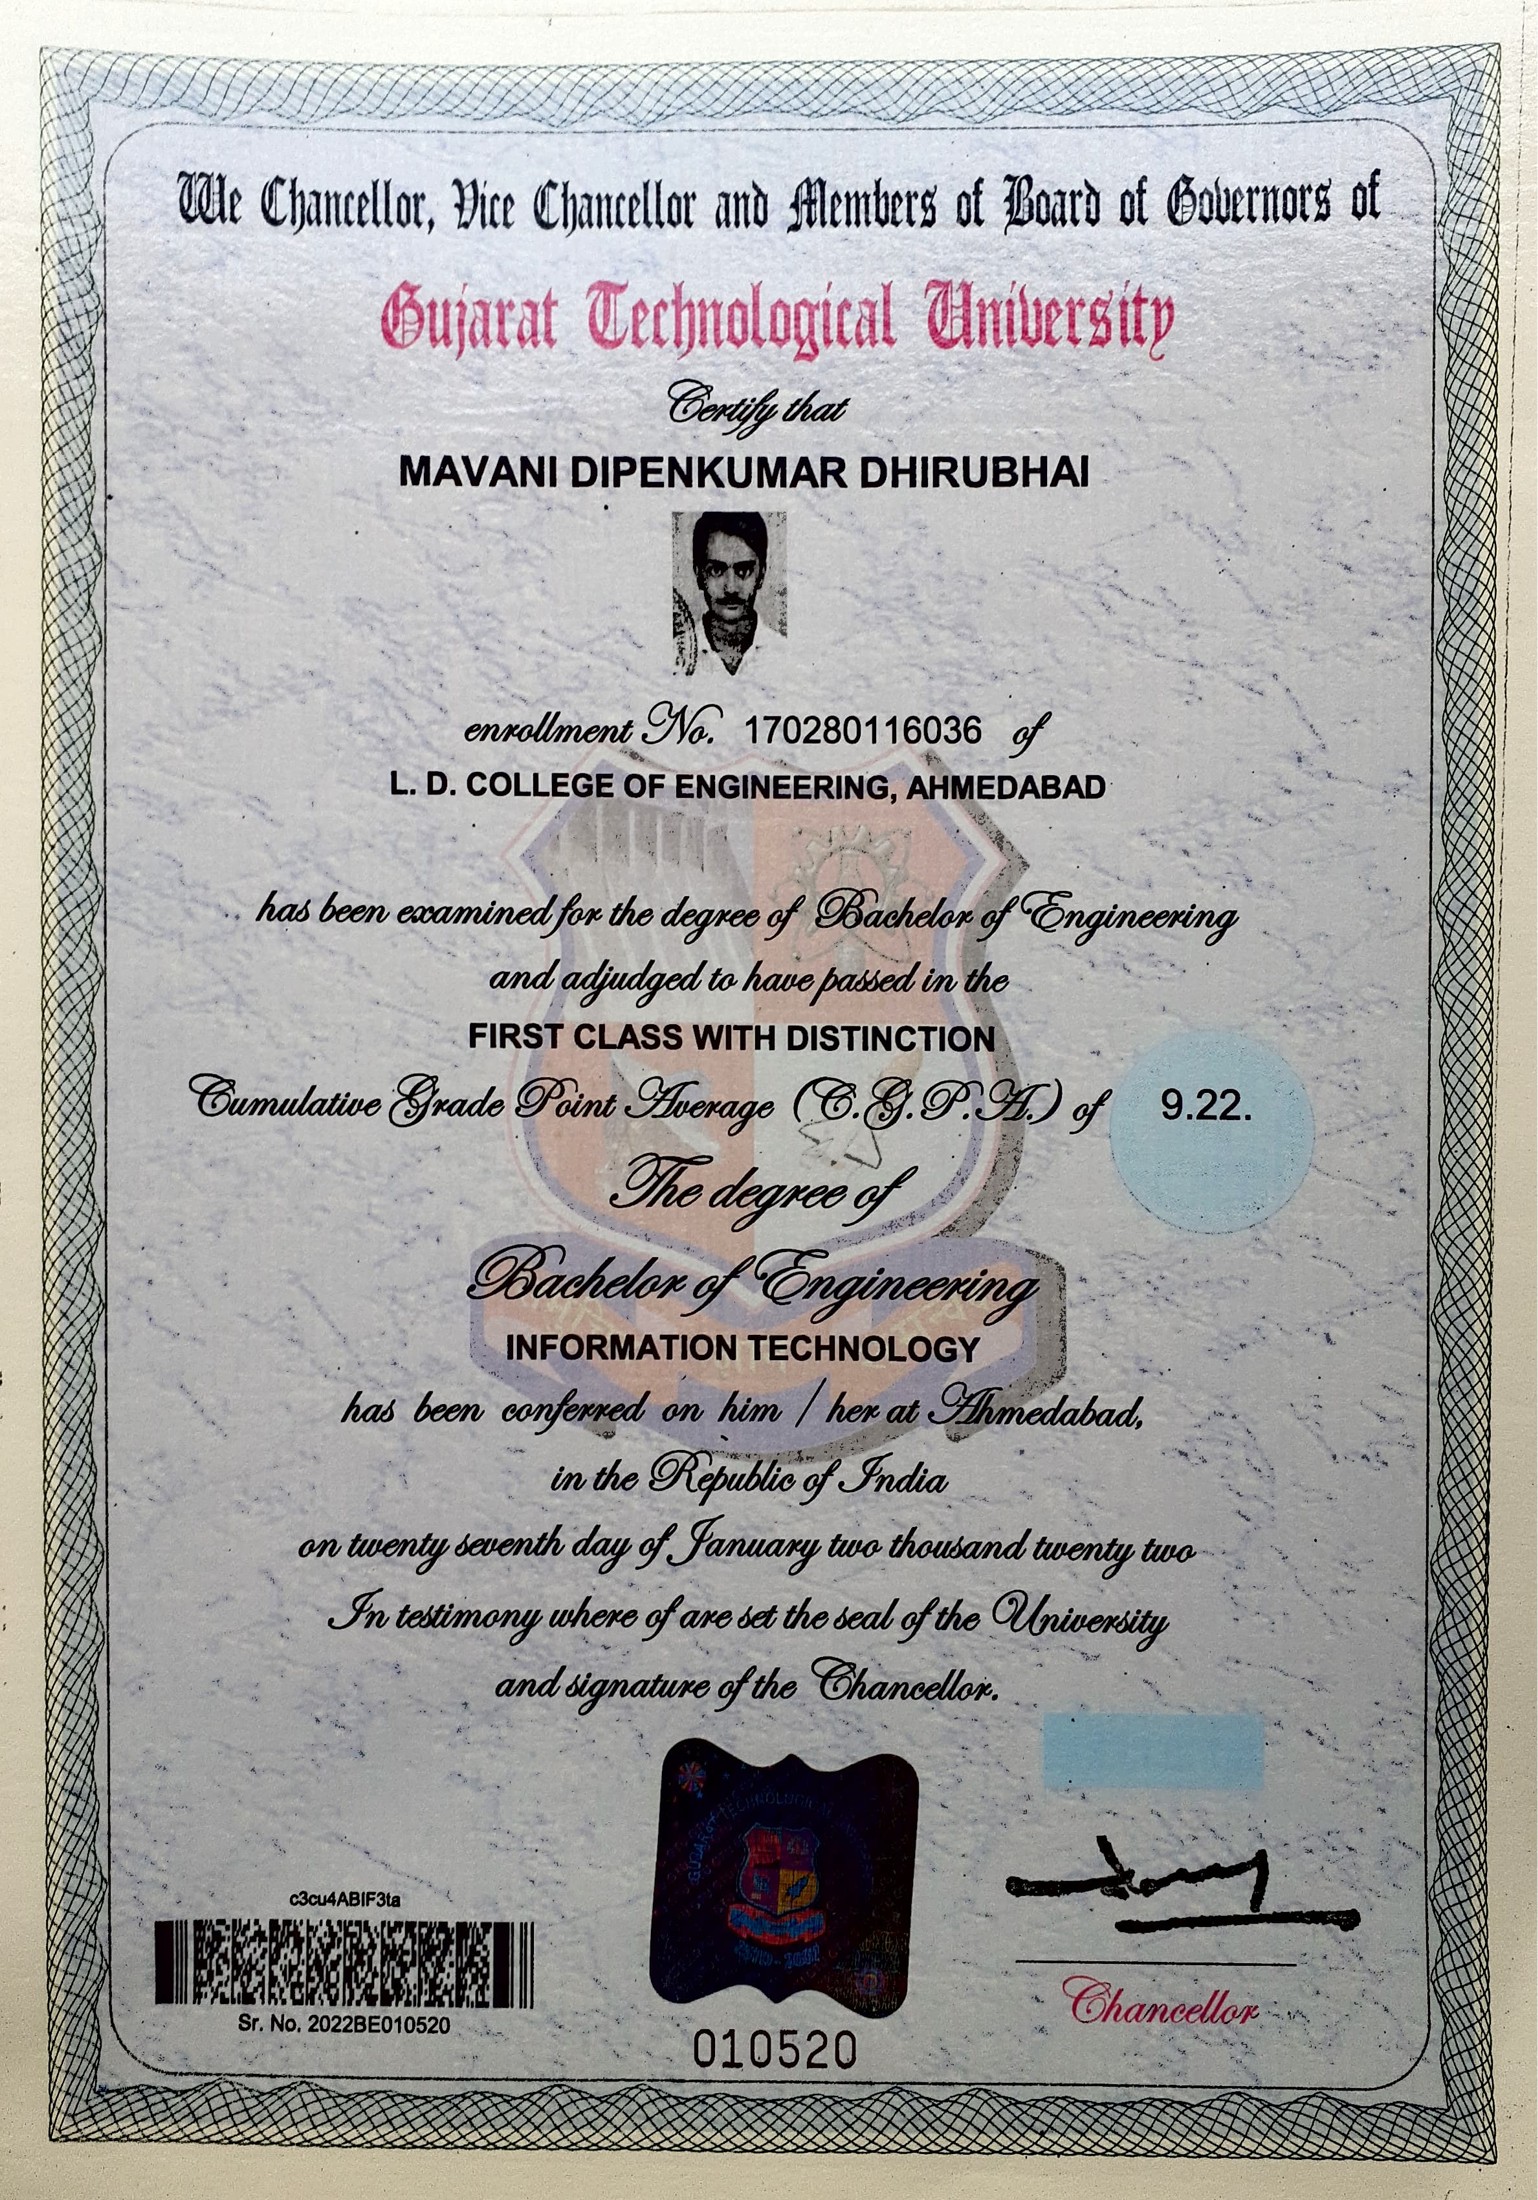 We Chancellor, Vice Chancellor and Members of Board of Governors of
Gujarat Technological University
Certify that
MAVANI DIPENKUMAR DHIRUBHAI
enrollment No. 170280116036 of
L. D. COLLEGE OF ENGINEERING, AHMEDABAD
has been examined for the degree of Bachelor of Engineering
and adjudged to have passed in the
FIRST CLASS WITH DISTINCTION
Cumulative Grade Point Average (C.G.P.A.) of 9.22.
The degree of
Bachelor of Engineering
INFORMATION TECHNOLOGY
has been conferred on him / her at Ahmedabad,
in the Republic of India
on twenty seventh day of January two thousand twenty two
In testimony where of are set the seal of the University
and signature of the Chancellor.
GUJARAT TECHNOLOGICAL
c3cu4ABIF3ta
Sr. No. 2022BE010520
010520
Chancellor